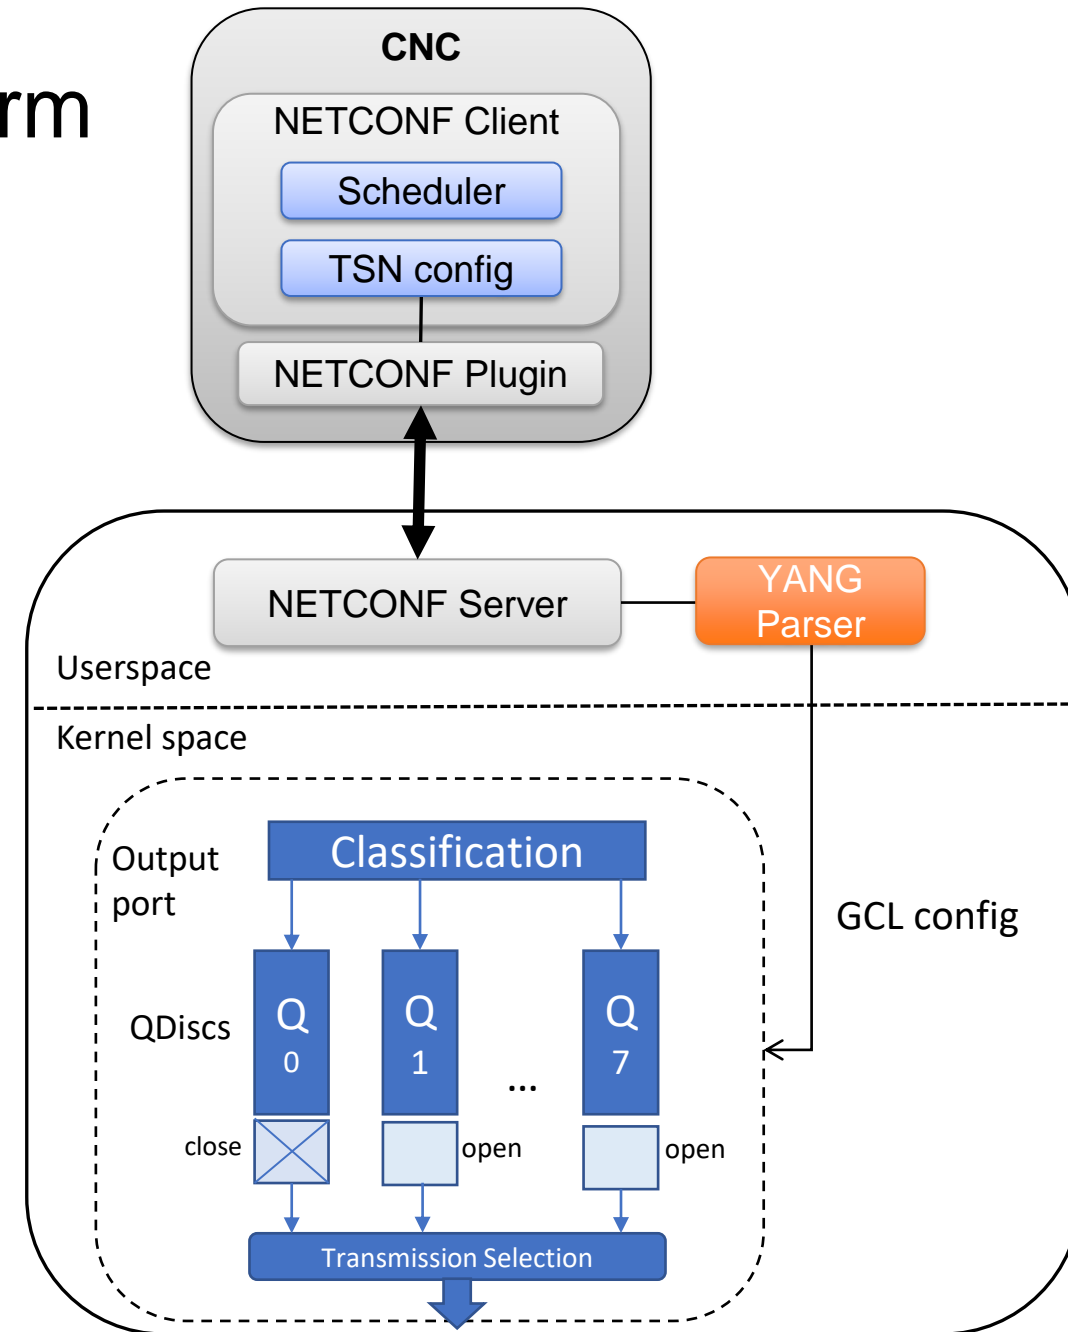 rm
CNC
NETCONF Client
Scheduler
TSN config
NETCONF Plugin
NETCONF Server
YANG
Parser
Userspace
Kernel space
Output
port
Classification
GCL config
QDiscs
Q
0
Q
1
...
Q
7
close
open
open
Transmission Selection